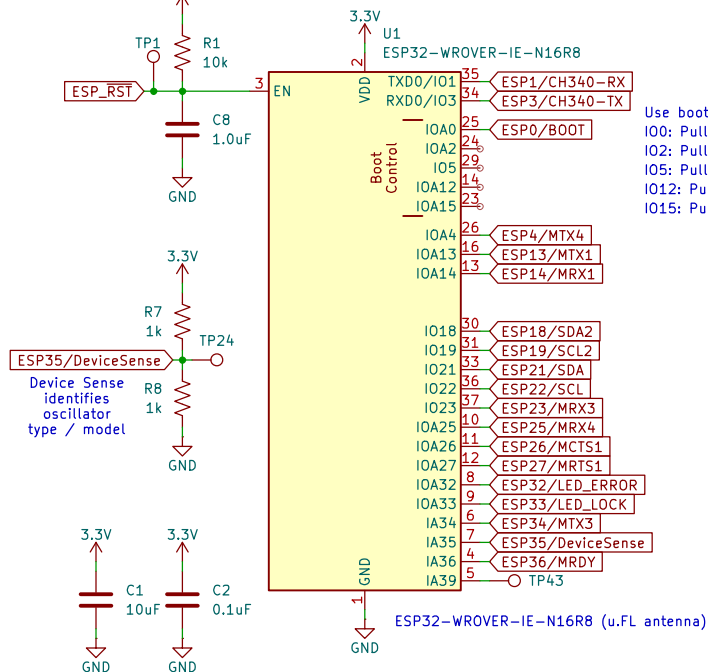 3.3V
U1
ESP32-WROVER-IE-N16R8
TP1
R1
10k
ESP_RST
3
EN
2
VDD
C8
1.0uF
GND
TXD0/IO1
35
ESP1/CH340-RX
RXD0/IO3
34
ESP3/CH340-TX
IOA0
25
ESP0/BOOT
IOA2
24
IO5
29
IOA12
14
IOA15
23
Boot
Control
Use boot
IO0: Pull
IO2: Pull
IO5: Pull
IO12: Pu
IO15: Pu
IOA4
26
ESP4/MTX4
IOA13
16
ESP13/MTX1
IOA14
13
ESP14/MRX1
3.3V
R7
1k
TP24
ESP35/DeviceSense
Device Sense
identifies
oscillator
type / model
R8
1k
GND
IO18
30
ESP18/SDA2
IO19
31
ESP19/SCL2
IO21
33
ESP21/SDA
IO22
36
ESP22/SCL
IO23
37
ESP23/MRX3
IOA25
10
ESP25/MRX4
IOA26
11
ESP26/MCTS1
IOA27
12
ESP27/MRTS1
IOA32
8
ESP32/LED_ERROR
IOA33
9
ESP33/LED_LOCK
IA34
6
ESP34/MTX3
IA35
7
ESP35/DeviceSense
IA36
4
ESP36/MRDY
IA39
5
TP43
3.3V
C1
10uF
GND
3.3V
C2
0.1uF
GND
GND
1
GND
ESP32-WROVER-IE-N16R8 (u.FL antenna)